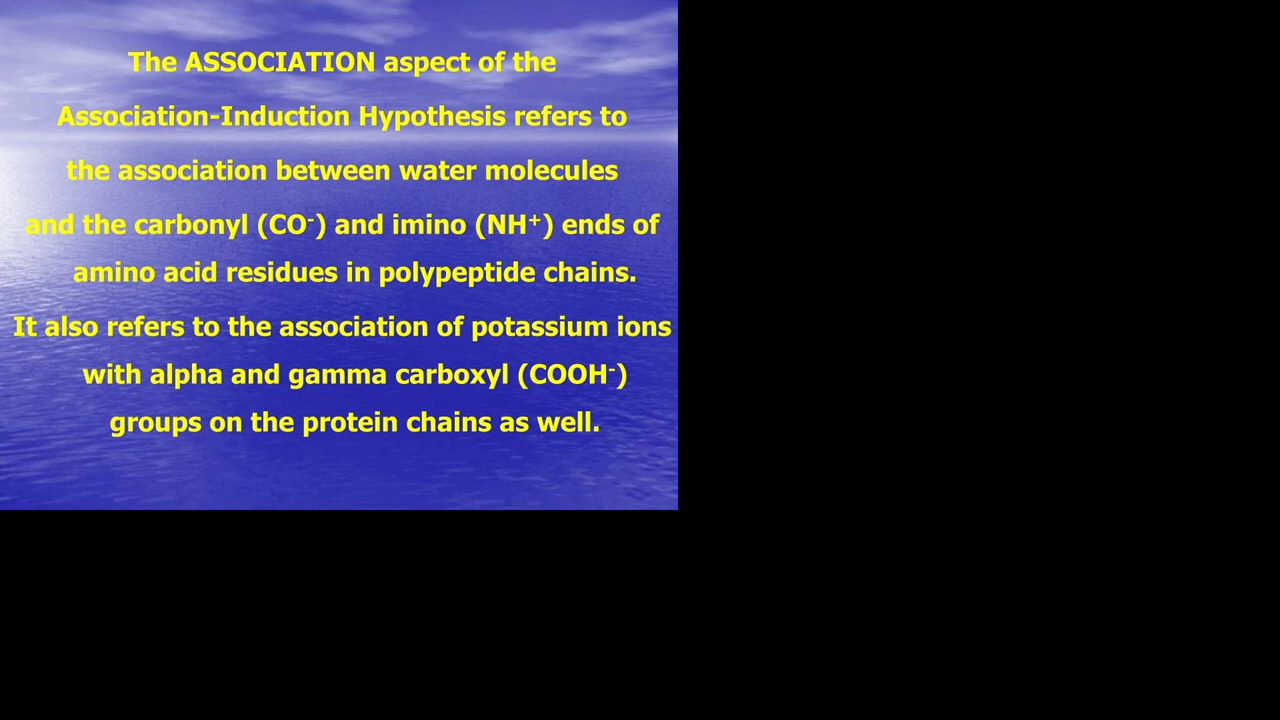 The ASSOCIATION aspect of the
Association-Induction Hypothesis refers to
the association between water molecules
and the carbonyl (CO⁻) and imino (NH⁺) ends of
amino acid residues in polypeptide chains.
It also refers to the association of potassium ions
with alpha and gamma carboxyl (COOH⁻)
groups on the protein chains as well.